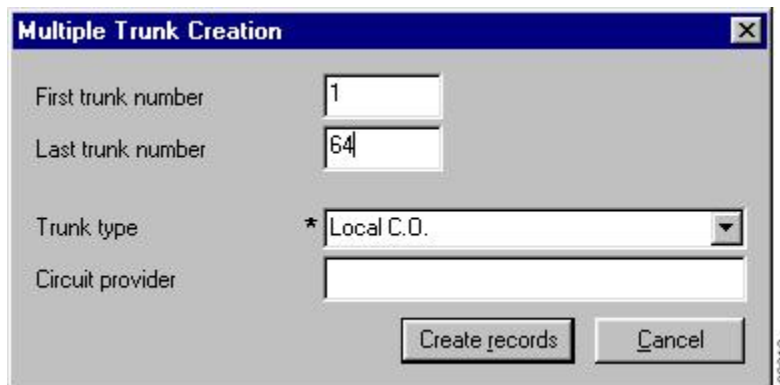 Multiple Trunk Creation
First trunk number 1
Last trunk number 64
Trunk type * Local C.O.
Circuit provider
Create records Cancel